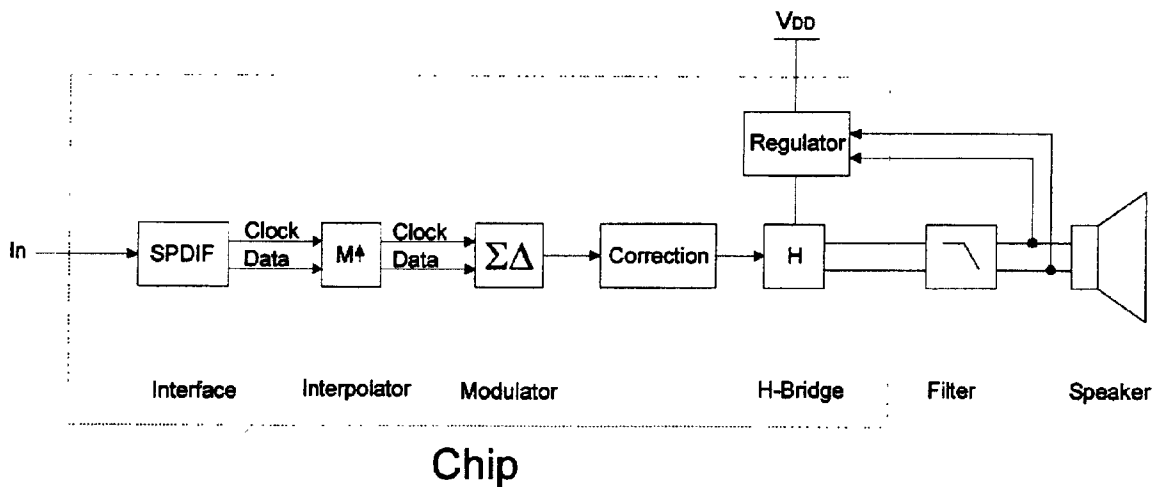 VDD
Regulator
In
SPDIF
Clock
Data
M
Clock
Data
ΣΔ
Correction
H
Interface
Interpolator
Modulator
H-Bridge
Filter
Speaker
Chip